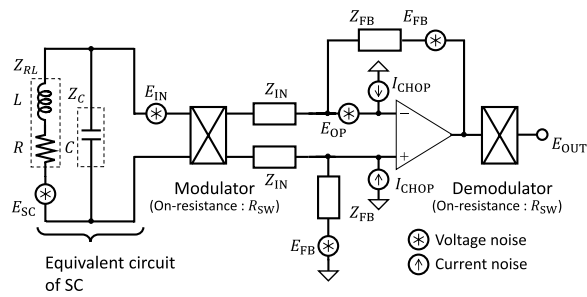 Z_FB
E_FB
Z_RL
Z_C
E_IN
Z_IN
I_CHOP
L
E_OP
−
R
C
+
E_OUT
Z_IN
I_CHOP
E_SC
Modulator
(On-resistance : R_SW)
Z_FB
Demodulator
(On-resistance : R_SW)
E_FB
Voltage noise
Current noise
Equivalent circuit
of SC